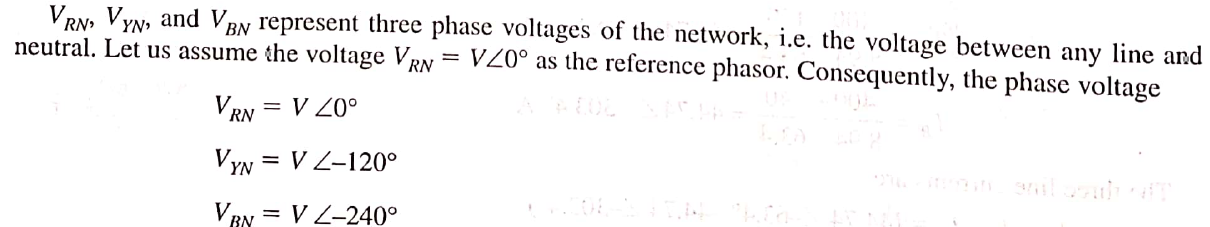 V_RN, V_YN, and V_BN represent three phase voltages of the network, i.e. the voltage between any line and
neutral. Let us assume the voltage V_RN = V∠0° as the reference phasor. Consequently, the phase voltage
V_RN = V ∠0°
V_YN = V ∠–120°
V_BN = V ∠–240°